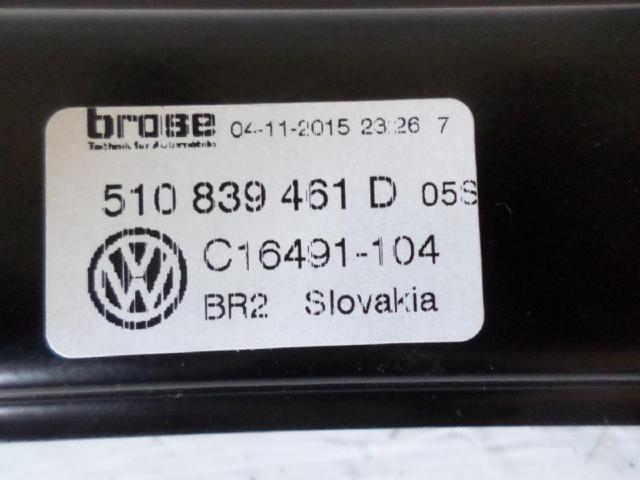 brose 04-11-2015 23:26 7
Technik für Automobile
510 839 461 D 05S
C16491-104
BR2 Slovakia